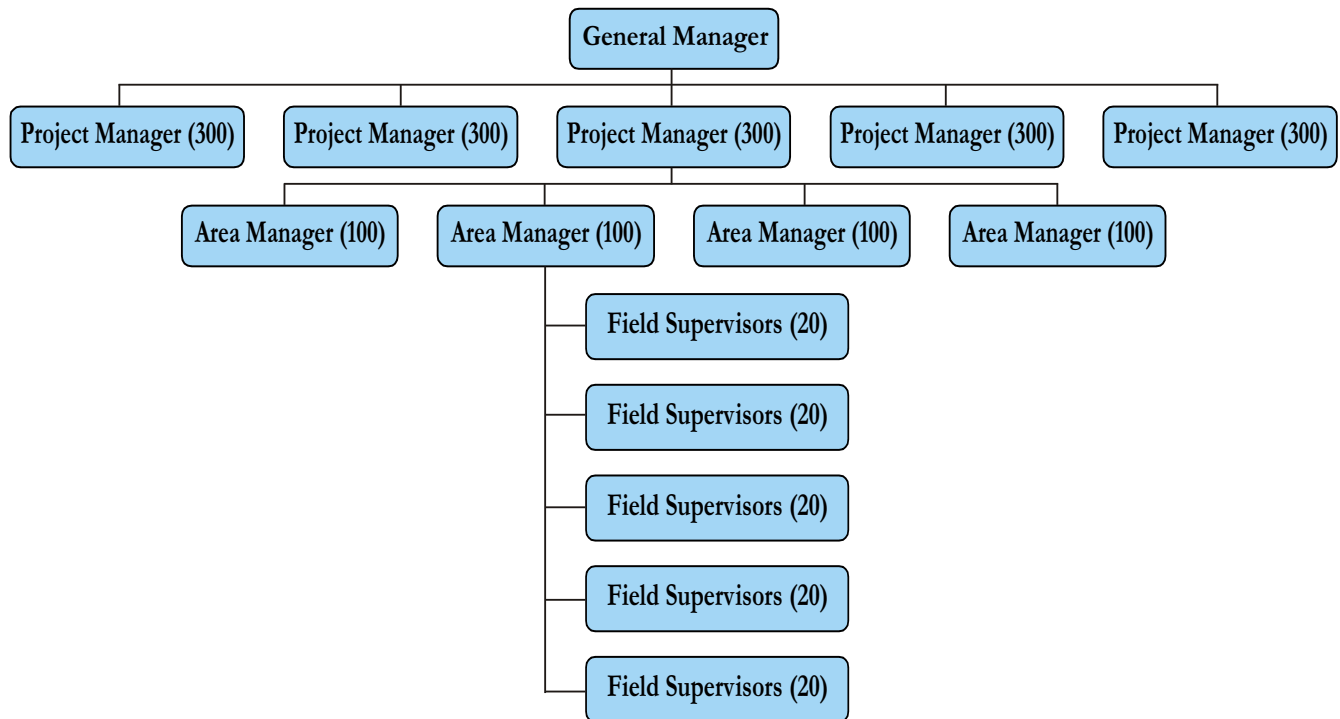 General Manager
Project Manager (300)
Project Manager (300)
Project Manager (300)
Project Manager (300)
Project Manager (300)
Area Manager (100)
Area Manager (100)
Area Manager (100)
Area Manager (100)
Field Supervisors (20)
Field Supervisors (20)
Field Supervisors (20)
Field Supervisors (20)
Field Supervisors (20)